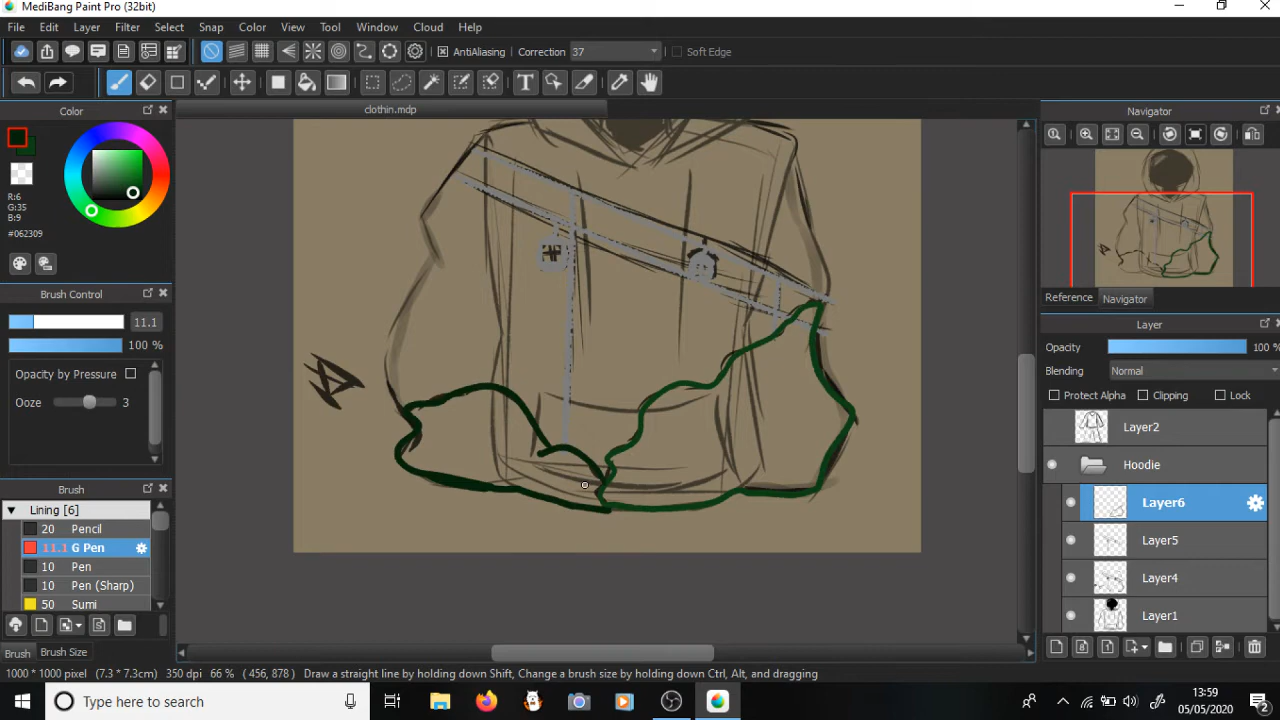 MediBang Paint Pro (32bit)
File Edit Layer Filter Select Snap Color View Tool Window Cloud Help
AntiAliasing Correction 37 Soft Edge
Color
clothin.mdp
Navigator
R:6
G:35
B:9
#062309
Reference Navigator
Brush Control
11.1
100 %
Opacity by Pressure
Ooze 3
Layer
Opacity 100 %
Blending Normal
Protect Alpha Clipping Lock
Layer2
Hoodie
Layer6
Layer5
Layer4
Layer1
Brush
Lining [6]
20 Pencil
11.1 G Pen
10 Pen
10 Pen (Sharp)
50 Sumi
Brush Brush Size
1000 * 1000 pixel (7.3 * 7.3cm) 350 dpi 66 % ( 456, 878 ) Draw a straight line by holding down Shift, Change a brush size by holding down Ctrl, Alt, and dragging
Type here to search
13:59
05/05/2020
2